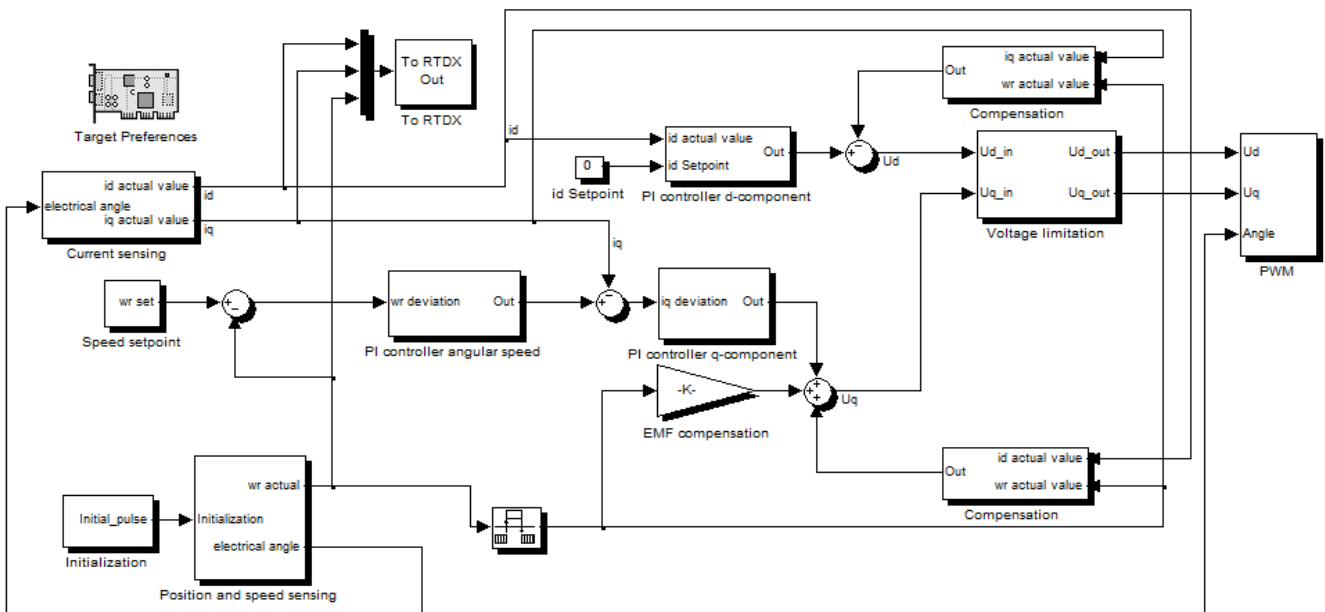 To RTDX
Out
To RTDX
Target Preferences
iq actual value
Out
wr actual value
Compensation
id
id actual value
Out
id Setpoint
PI controller d-component
0
id Setpoint
Ud
Ud_in
Ud_out
Uq_in
Uq_out
Voltage limitation
Ud
Uq
Angle
PWM
id actual value
id
electrical angle
iq actual value
iq
Current sensing
iq
wr set
Speed setpoint
wr deviation
Out
PI controller angular speed
iq deviation
Out
PI controller q-component
-K-
EMF compensation
Uq
id actual value
Out
wr actual value
Compensation
Initial_pulse
Initialization
wr actual
Initialization
electrical angle
Position and speed sensing